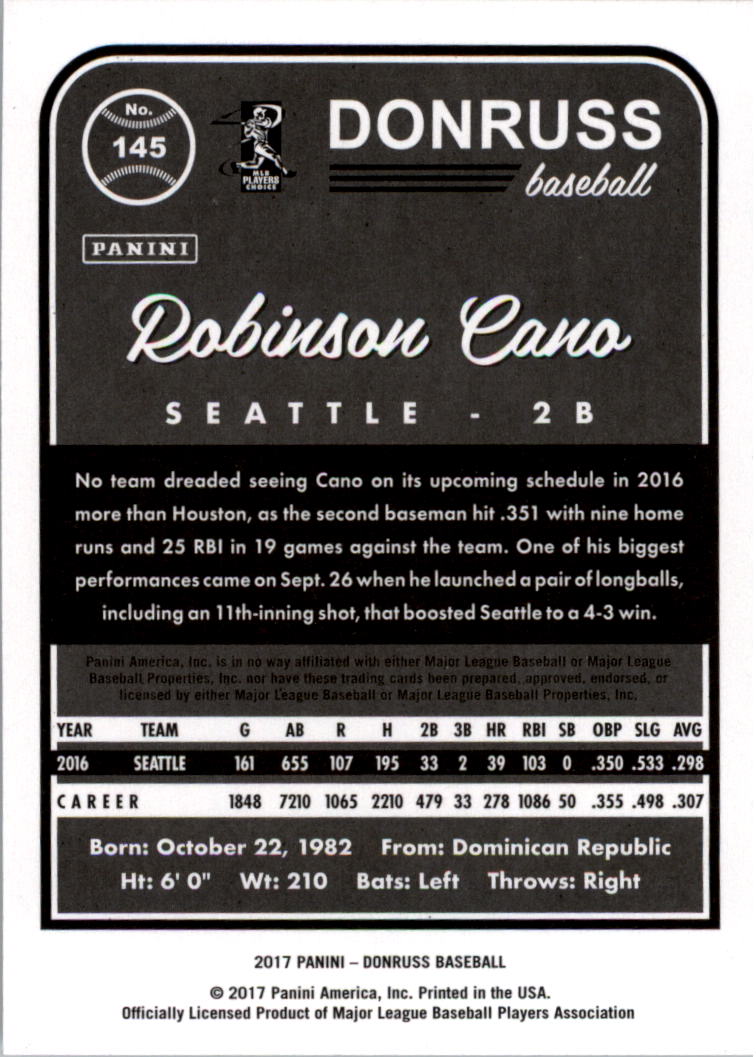 No.
145
MLB
PLAYERS
CHOICE
DONRUSS
baseball
PANINI
Robinson Cano
SEATTLE - 2B
No team dreaded seeing Cano on its upcoming schedule in 2016
more than Houston, as the second baseman hit .351 with nine home
runs and 25 RBI in 19 games against the team. One of his biggest
performances came on Sept. 26 when he launched a pair of longballs,
including an 11th-inning shot, that boosted Seattle to a 4-3 win.
Panini America, Inc. is in no way affiliated with either Major League Baseball or Major League
Baseball Properties, Inc. nor have these trading cards been prepared, approved, endorsed, or
licensed by either Major League Baseball or Major League Baseball Properties, Inc.
YEAR TEAM G AB R H 2B 3B HR RBI SB OBP SLG AVG
2016 SEATTLE 161 655 107 195 33 2 39 103 0 .350 .533 .298
CAREER 1848 7210 1065 2210 479 33 278 1086 50 .355 .498 .307
Born: October 22, 1982 From: Dominican Republic
Ht: 6' 0" Wt: 210 Bats: Left Throws: Right
2017 PANINI – DONRUSS BASEBALL
© 2017 Panini America, Inc. Printed in the USA.
Officially Licensed Product of Major League Baseball Players Association